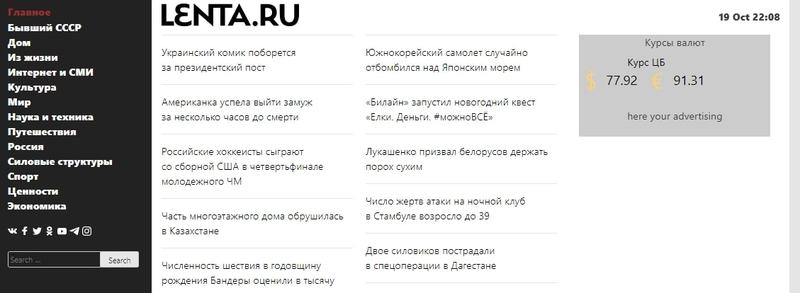 Главное
Бывший СССР
Дом
Из жизни
Интернет и СМИ
Культура
Мир
Наука и техника
Путешествия
Россия
Силовые структуры
Спорт
Ценности
Экономика
Search ...
Search
LENTA.RU
Украинский комик поборется
за президентский пост
Американка успела выйти замуж
за несколько часов до смерти
Российские хоккеисты сыграют
со сборной США в четвертьфинале
молодежного ЧМ
Часть многоэтажного дома обрушилась
в Казахстане
Численность шествия в годовщину
рождения Бандеры оценили в тысячу
Южнокорейский самолет случайно
отбомбился над Японским морем
«Билайн» запустил новогодний квест
«Елки. Деньги. #можноВСЁ»
Лукашенко призвал белорусов держать
порох сухим
Число жертв атаки на ночной клуб
в Стамбуле возросло до 39
Двое силовиков пострадали
в спецоперации в Дагестане
19 Oct 22:08
Курсы валют
Курс ЦБ
$ 77.92 € 91.31
here your advertising